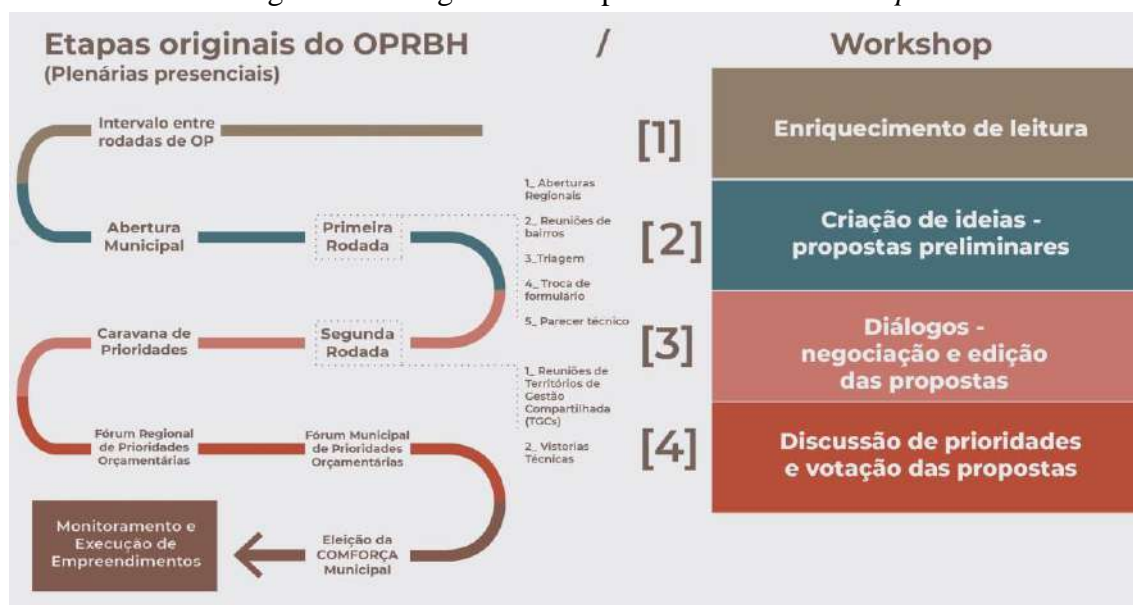 Etapas originais do OPRBH
(Plenárias presenciais)
/
Workshop
Intervalo entre
rodadas de OP
[1]
Enriquecimento de leitura
Abertura
Municipal
Primeira
Rodada
1_ Aberturas
Regionais
2_ Reuniões de
bairros
3_Triagem
4_ Troca de
formulário
5_ Parecer técnico
[2]
Criação de ideias -
propostas preliminares
Caravana de
Prioridades
Segunda
Rodada
1_ Reuniões de
Territórios de
Gestão
Compartilhada
(TGCs)
2_ Vistorias
Técnicas
[3]
Diálogos -
negociação e edição
das propostas
Fórum Regional
de Prioridades
Orçamentárias
Fórum Municipal
de Prioridades
Orçamentárias
[4]
Discussão de prioridades
e votação das propostas
Monitoramento e
Execução de
Empreendimentos
Eleição da
COMFORÇA
Municipal